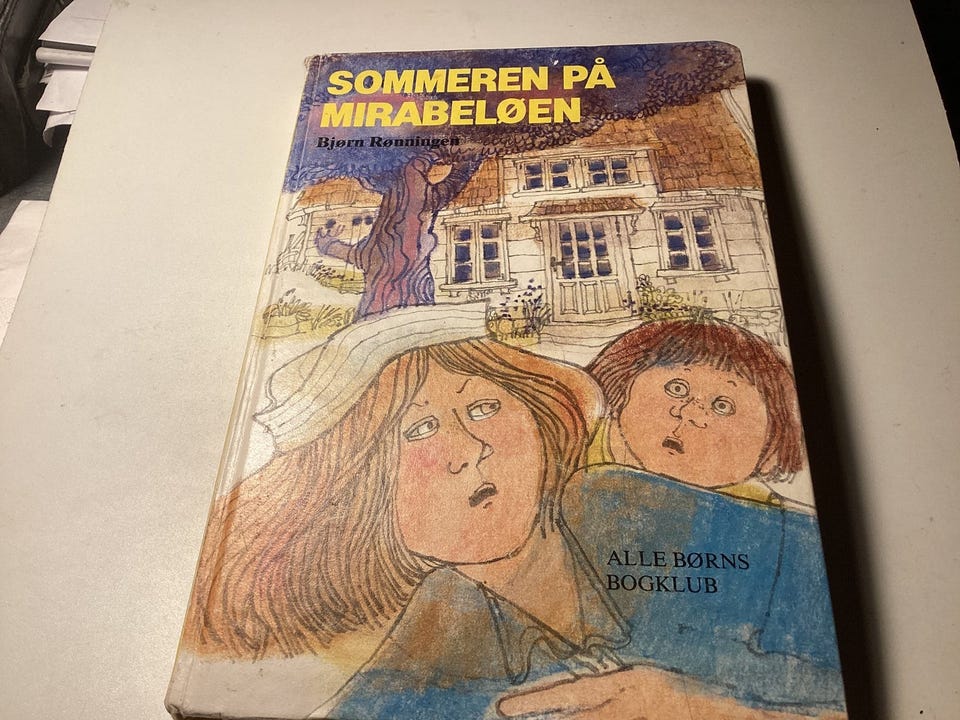 SOMMEREN PÅ
MIRABELØEN
Bjørn Rønningen
ALLE BØRNS
BOGKLUB